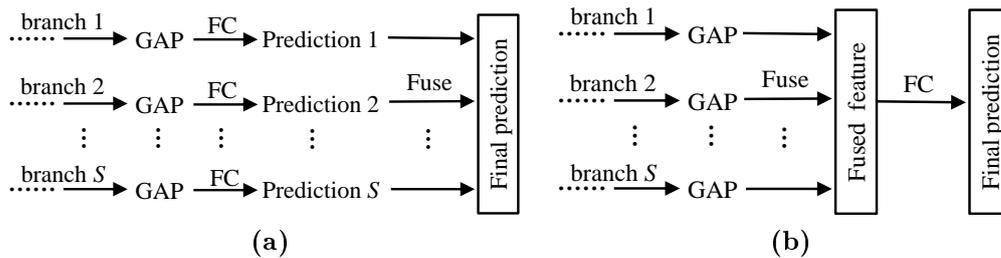 branch 1
GAP
FC
Prediction 1
branch 2
GAP
FC
Prediction 2
Fuse
branch S
GAP
FC
Prediction S
Final prediction
(a)
branch 1
GAP
branch 2
GAP
Fuse
branch S
GAP
Fused feature
FC
Final prediction
(b)